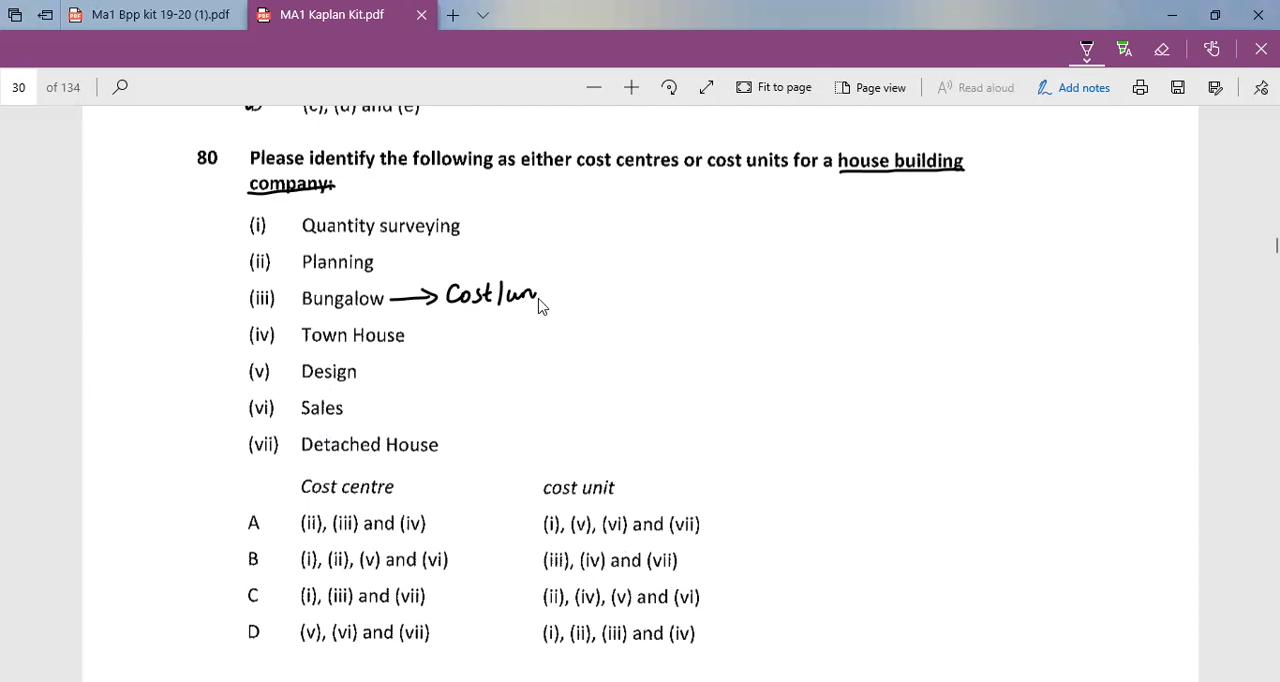 Ma1 Bpp kit 19-20 (1).pdf
MA1 Kaplan Kit.pdf
30 of 134
Fit to page
Page view
Read aloud
Add notes
(c), (d) and (e)
80 Please identify the following as either cost centres or cost units for a house building
company:
(i) Quantity surveying
(ii) Planning
(iii) Bungalow → Cost/un
(iv) Town House
(v) Design
(vi) Sales
(vii) Detached House
Cost centre cost unit
A (ii), (iii) and (iv) (i), (v), (vi) and (vii)
B (i), (ii), (v) and (vi) (iii), (iv) and (vii)
C (i), (iii) and (vii) (ii), (iv), (v) and (vi)
D (v), (vi) and (vii) (i), (ii), (iii) and (iv)